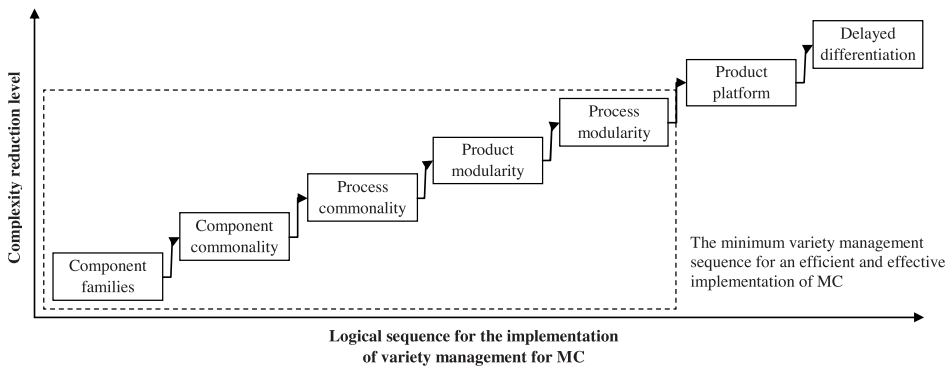 Complexity reduction level
Delayed
differentiation
Product
platform
Process
modularity
Product
modularity
Process
commonality
Component
commonality
Component
families
The minimum variety management
sequence for an efficient and effective
implementation of MC
Logical sequence for the implementation
of variety management for MC